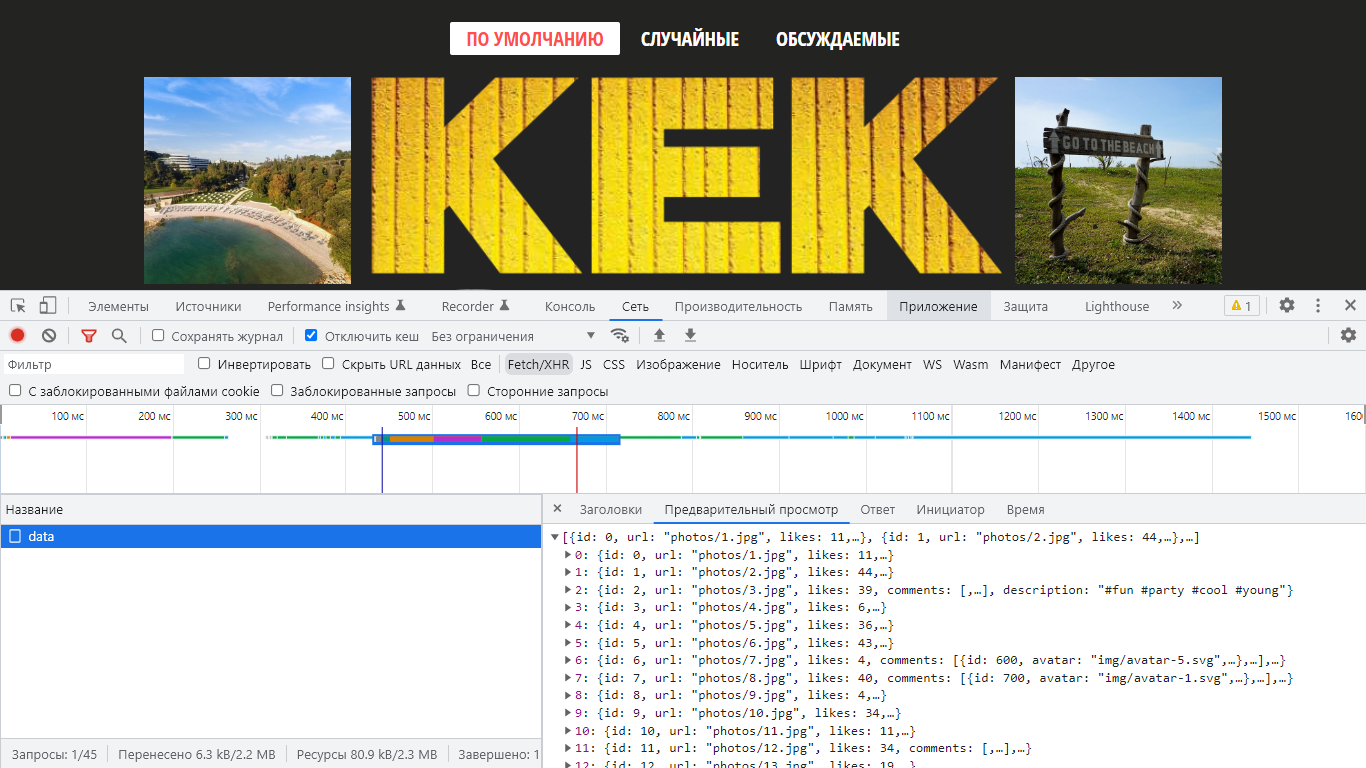 ПО УМОЛЧАНИЮ СЛУЧАЙНЫЕ ОБСУЖДАЕМЫЕ
КЕК
GO TO THE BEACH
Элементы Источники Performance insights Recorder Консоль Сеть Производительность Память Приложение Защита Lighthouse » 1
Сохранять журнал Отключить кеш Без ограничения
Фильтр Инвертировать Скрыть URL данных Все Fetch/XHR JS CSS Изображение Носитель Шрифт Документ WS Wasm Манифест Другое
С заблокированными файлами cookie Заблокированные запросы Сторонние запросы
100 мс 200 мс 300 мс 400 мс 500 мс 600 мс 700 мс 800 мс 900 мс 1000 мс 1100 мс 1200 мс 1300 мс 1400 мс 1500 мс 160
Название × Заголовки Предварительный просмотр Ответ Инициатор Время
data
[{id: 0, url: "photos/1.jpg", likes: 11,…}, {id: 1, url: "photos/2.jpg", likes: 44,…},…]
0: {id: 0, url: "photos/1.jpg", likes: 11,…}
1: {id: 1, url: "photos/2.jpg", likes: 44,…}
2: {id: 2, url: "photos/3.jpg", likes: 39, comments: [,…], description: "#fun #party #cool #young"}
3: {id: 3, url: "photos/4.jpg", likes: 6,…}
4: {id: 4, url: "photos/5.jpg", likes: 36,…}
5: {id: 5, url: "photos/6.jpg", likes: 43,…}
6: {id: 6, url: "photos/7.jpg", likes: 4, comments: [{id: 600, avatar: "img/avatar-5.svg",…},…],…}
7: {id: 7, url: "photos/8.jpg", likes: 40, comments: [{id: 700, avatar: "img/avatar-1.svg",…},…],…}
8: {id: 8, url: "photos/9.jpg", likes: 4,…}
9: {id: 9, url: "photos/10.jpg", likes: 34,…}
10: {id: 10, url: "photos/11.jpg", likes: 11,…}
11: {id: 11, url: "photos/12.jpg", likes: 34, comments: [,…],…}
12: {id: 12, url: "photos/13.jpg", likes: 19,…}
Запросы: 1/45 Перенесено 6.3 kB/2.2 MB Ресурсы 80.9 kB/2.3 MB Завершено: 1